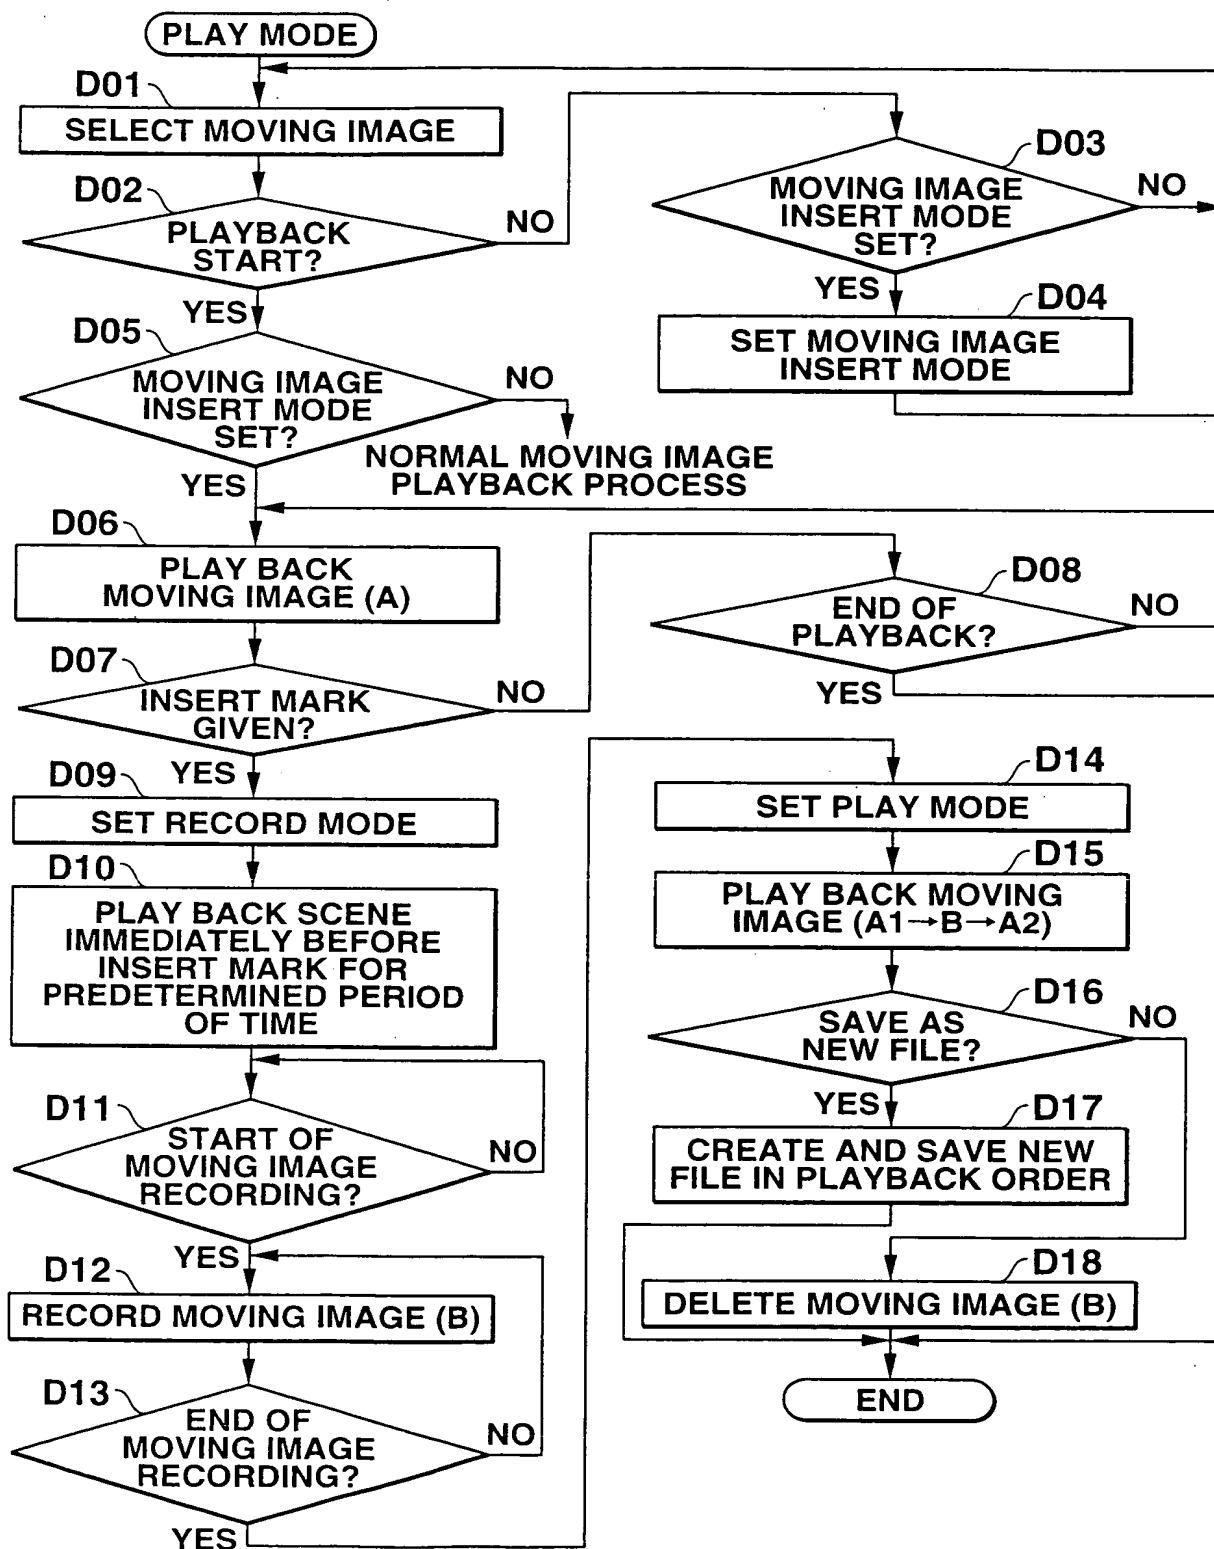 PLAY MODE
D01
SELECT MOVING IMAGE
D02
PLAYBACK
START?
NO
YES
D03
MOVING IMAGE
INSERT MODE
SET?
NO
YES
D04
SET MOVING IMAGE
INSERT MODE
D05
MOVING IMAGE
INSERT MODE
SET?
NO
NORMAL MOVING IMAGE
PLAYBACK PROCESS
YES
D06
PLAY BACK
MOVING IMAGE (A)
D07
INSERT MARK
GIVEN?
NO
YES
D08
END OF
PLAYBACK?
NO
YES
D09
SET RECORD MODE
D10
PLAY BACK SCENE
IMMEDIATELY BEFORE
INSERT MARK FOR
PREDETERMINED PERIOD
OF TIME
D11
START OF
MOVING IMAGE
RECORDING?
NO
YES
D12
RECORD MOVING IMAGE (B)
D13
END OF
MOVING IMAGE
RECORDING?
NO
YES
D14
SET PLAY MODE
D15
PLAY BACK MOVING
IMAGE (A1→B→A2)
D16
SAVE AS
NEW FILE?
NO
YES
D17
CREATE AND SAVE NEW
FILE IN PLAYBACK ORDER
D18
DELETE MOVING IMAGE (B)
END